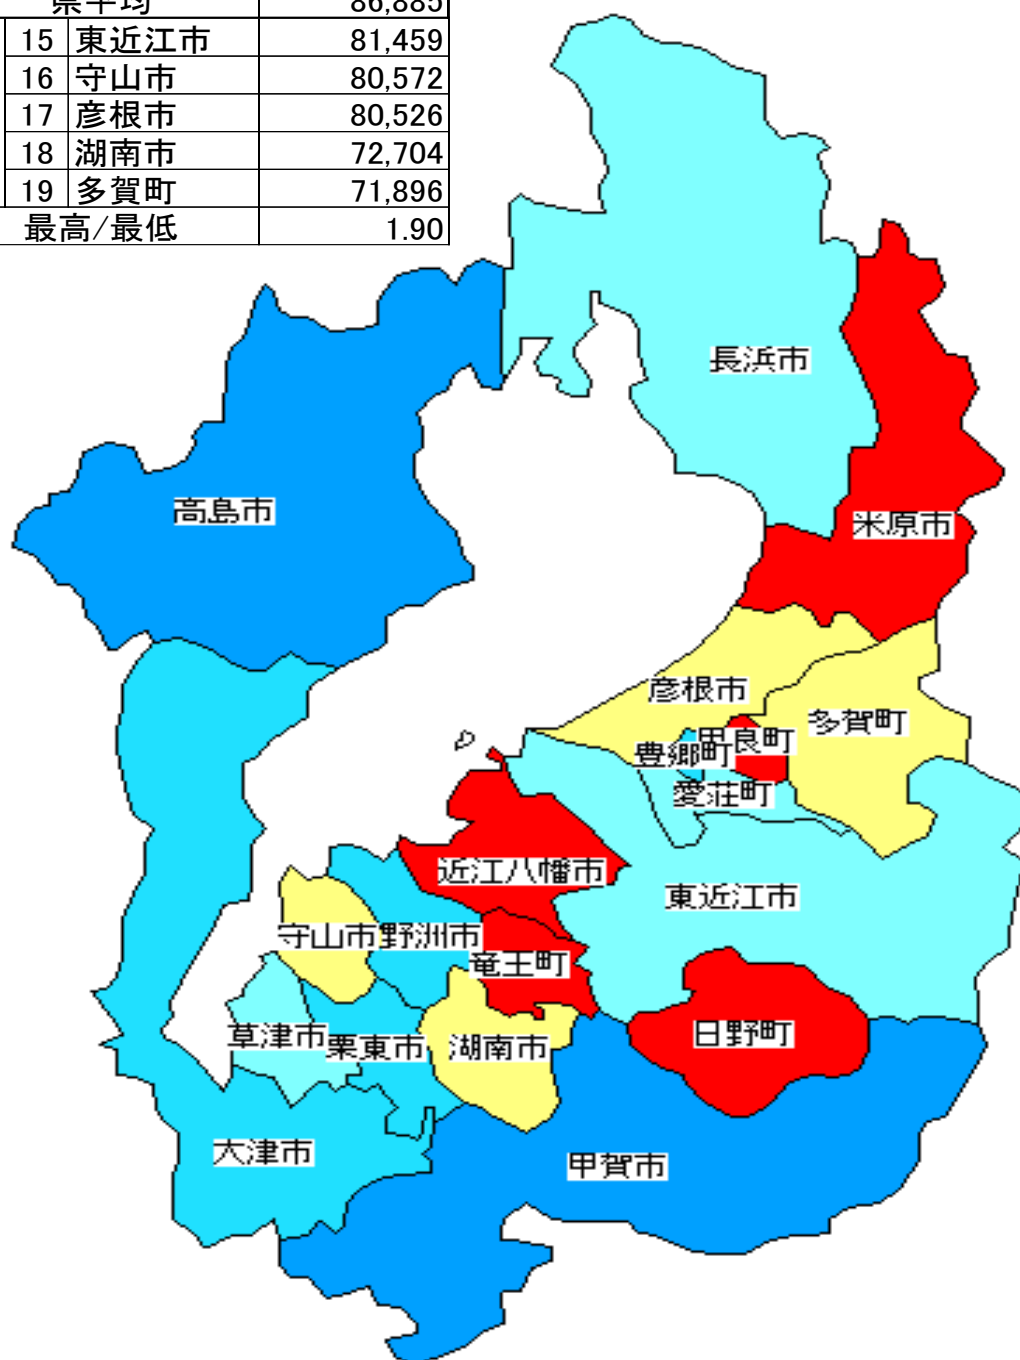 県平均 86,885
15 東近江市 81,459
16 守山市 80,572
17 彦根市 80,526
18 湖南市 72,704
19 多賀町 71,896
最高/最低 1.90
長浜市
高島市
米原市
彦根市
多賀町
甲良町
豊郷町
愛荘町
近江八幡市
東近江市
守山市
野洲市
竜王町
草津市
栗東市
湖南市
日野町
大津市
甲賀市